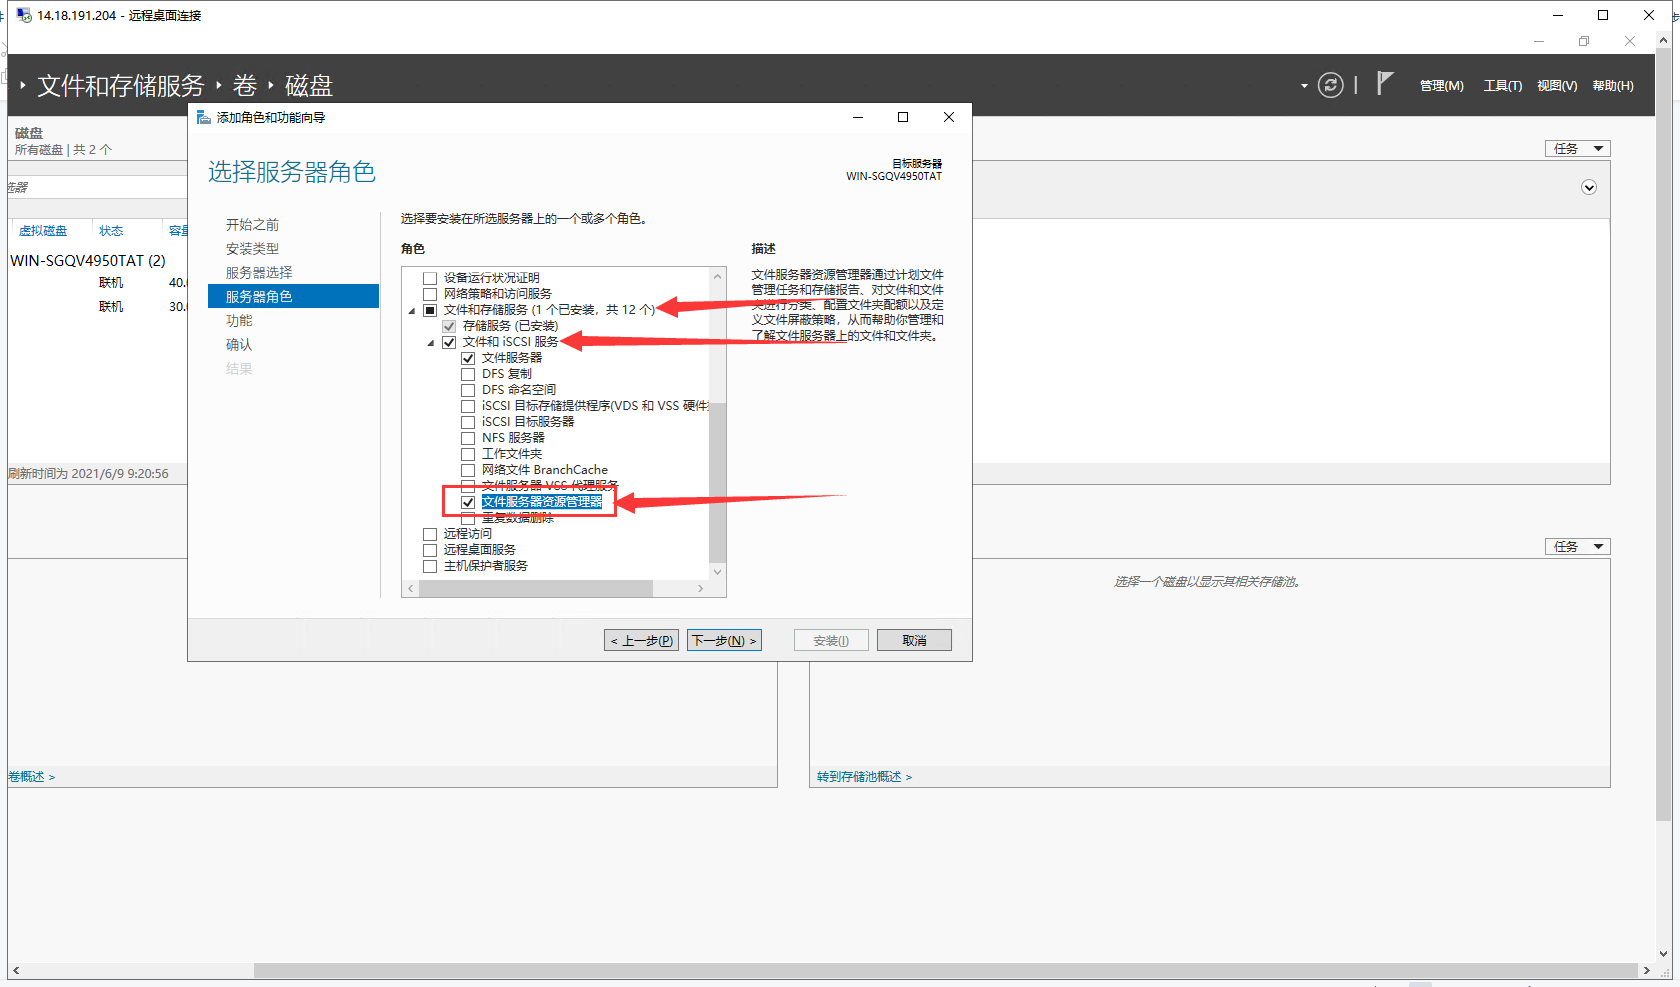 14.18.191.204 - 远程桌面连接
文件和存储服务 · 卷 · 磁盘
管理(M) 工具(T) 视图(V) 帮助(H)
磁盘
所有磁盘 | 共 2 个
任务
选器
虚拟磁盘 状态 容量
WIN-SGQV4950TAT (2)
联机 40.
联机 30.
刷新时间为 2021/6/9 9:20:56
添加角色和功能向导
选择服务器角色
目标服务器
WIN-SGQV4950TAT
开始之前
安装类型
服务器选择
服务器角色
功能
确认
结果
选择要安装在所选服务器上的一个或多个角色。
角色
设备运行状况证明
网络策略和访问服务
文件和存储服务 (1 个已安装，共 12 个)
存储服务 (已安装)
文件和 iSCSI 服务
文件服务器
DFS 复制
DFS 命名空间
iSCSI 目标存储提供程序(VDS 和 VSS 硬件
iSCSI 目标服务器
NFS 服务器
工作文件夹
网络文件 BranchCache
文件服务器 VSS 代理服务
文件服务器资源管理器
重复数据删除
远程访问
远程桌面服务
主机保护者服务
描述
文件服务器资源管理器通过计划文件
管理任务和存储报告、对文件和文件
夹进行分类、配置文件夹配额以及定
义文件屏蔽策略，从而帮助你管理和
了解文件服务器上的文件和文件夹。
< 上一步(P) 下一步(N) > 安装(I) 取消
任务
选择一个磁盘以显示其相关存储池。
卷概述 >
转到存储池概述 >